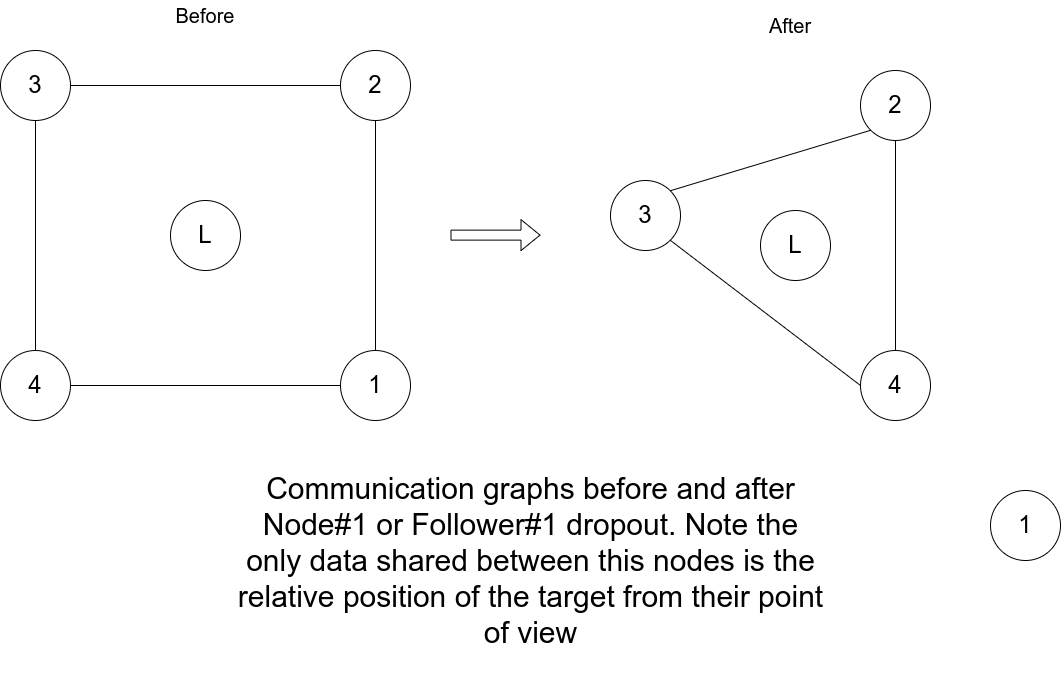 Before
After
3
2
L
4
1
2
3
L
4
Communication graphs before and after
Node#1 or Follower#1 dropout. Note the
only data shared between this nodes is the
relative position of the target from their point
of view
1